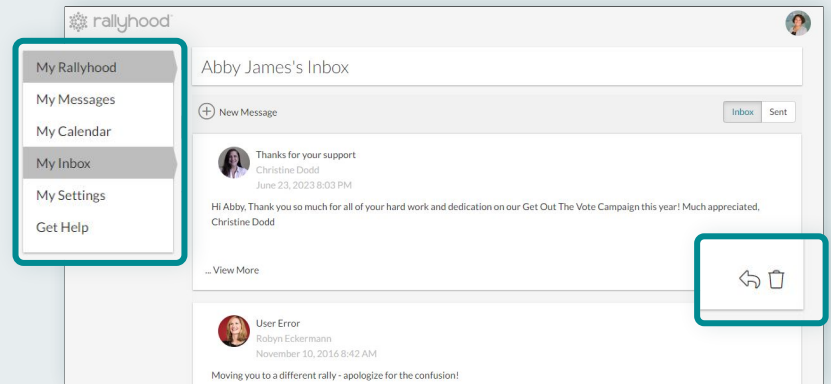 rallyhood
My Rallyhood
My Messages
My Calendar
My Inbox
My Settings
Get Help
Abby James's Inbox
New Message
Inbox Sent
Thanks for your support
Christine Dodd
June 23, 2023 8:03 PM
Hi Abby, Thank you so much for all of your hard work and dedication on our Get Out The Vote Campaign this year! Much appreciated,
Christine Dodd
... View More
User Error
Robyn Eckermann
November 10, 2016 8:42 AM
Moving you to a different rally - apologize for the confusion!